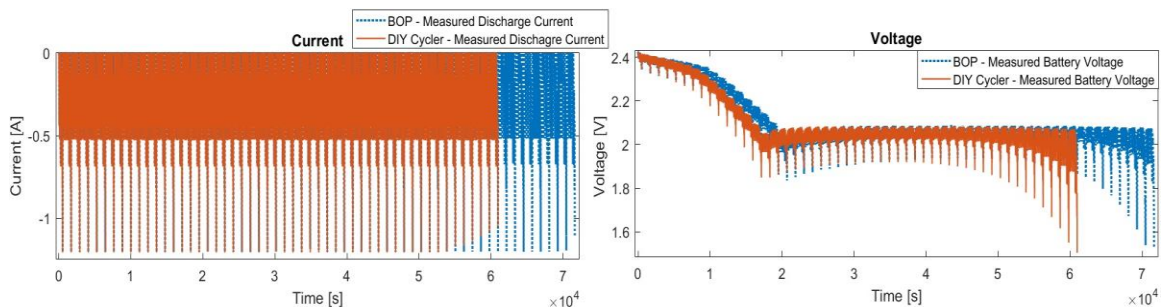 Current
BOP - Measured Discharge Current
DIY Cycler - Measured Dischagre Current
0
-0.5
-1
Current [A]
0 1 2 3 4 5 6 7
Time [s]
×10⁴
Voltage
BOP - Measured Battery Voltage
DIY Cycler - Measured Battery Voltage
2.4
2.2
2
1.8
1.6
Voltage [V]
0 1 2 3 4 5 6 7
Time [s]
×10⁴